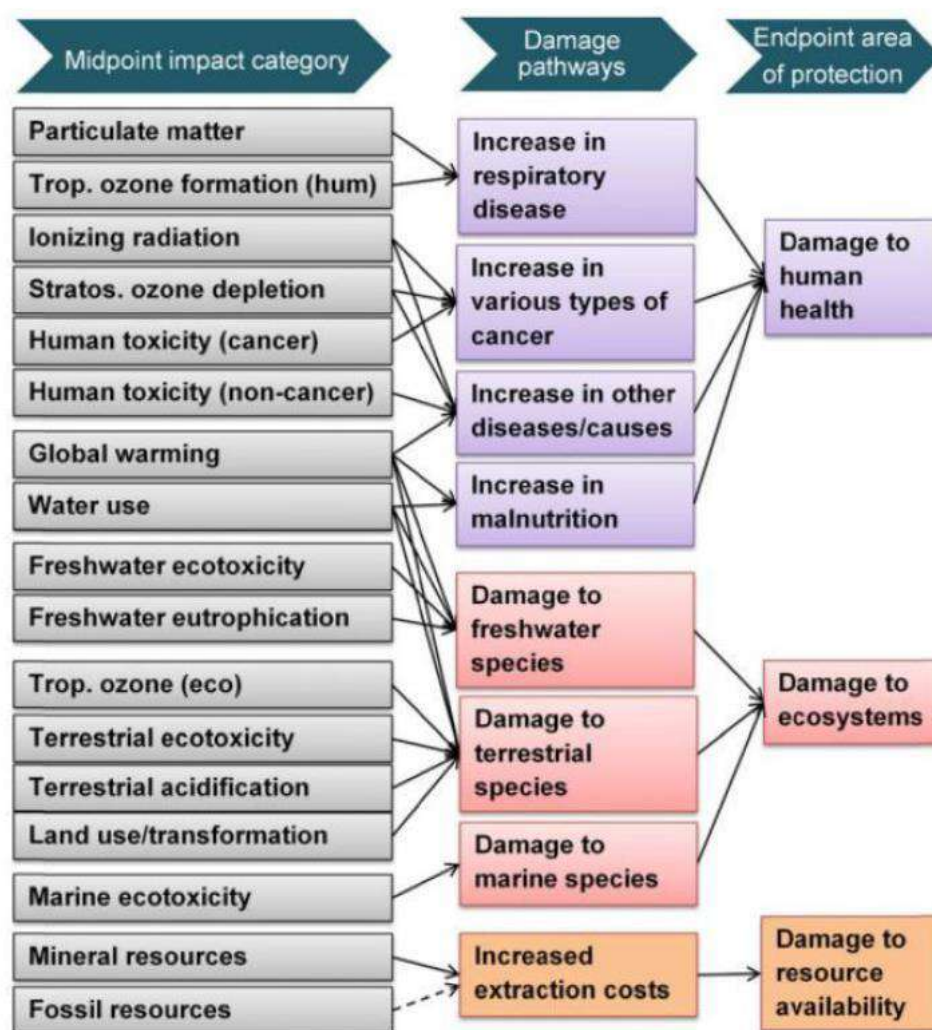 Midpoint impact category
Damage
pathways
Endpoint area
of protection
Particulate matter
Trop. ozone formation (hum)
Ionizing radiation
Stratos. ozone depletion
Human toxicity (cancer)
Human toxicity (non-cancer)
Global warming
Water use
Freshwater ecotoxicity
Freshwater eutrophication
Trop. ozone (eco)
Terrestrial ecotoxicity
Terrestrial acidification
Land use/transformation
Marine ecotoxicity
Mineral resources
Fossil resources
Increase in
respiratory
disease
Increase in
various types of
cancer
Increase in other
diseases/causes
Increase in
malnutrition
Damage to
freshwater
species
Damage to
terrestrial
species
Damage to
marine species
Increased
extraction costs
Damage to
human
health
Damage to
ecosystems
Damage to
resource
availability